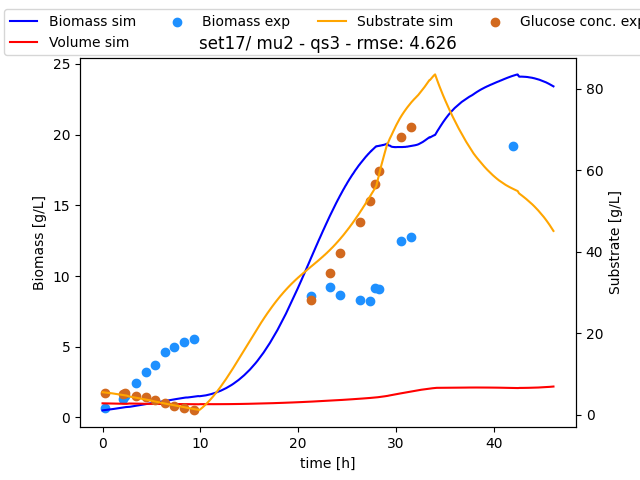 Biomass sim Biomass exp Substrate sim Glucose conc. exp
Volume sim
set17/ mu2 - qs3 - rmse: 4.626
25
20
15
10
5
0
Biomass [g/L]
80
60
40
20
0
Substrate [g/L]
0 10 20 30 40
time [h]